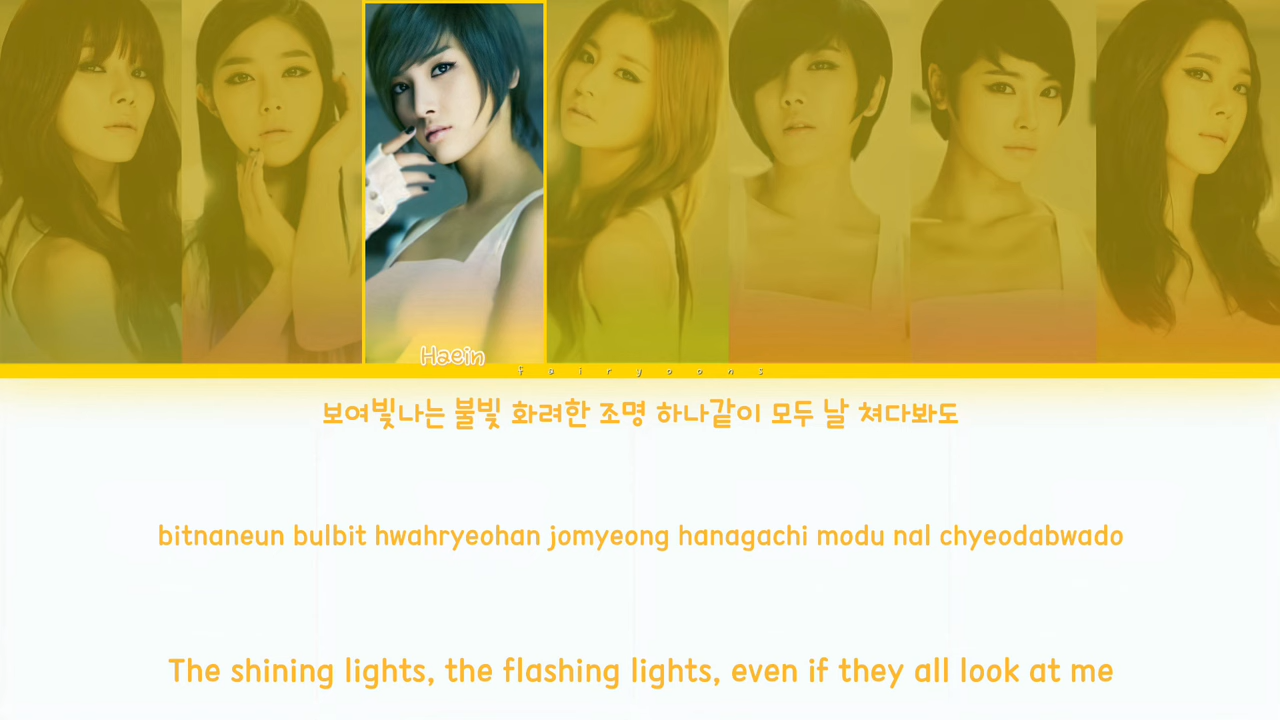 Haein
fairyoons
보여빛나는 불빛 화려한 조명 하나같이 모두 날 쳐다봐도
bitnaneun bulbit hwahryeohan jomyeong hanagachi modu nal chyeodabwado
The shining lights, the flashing lights, even if they all look at me